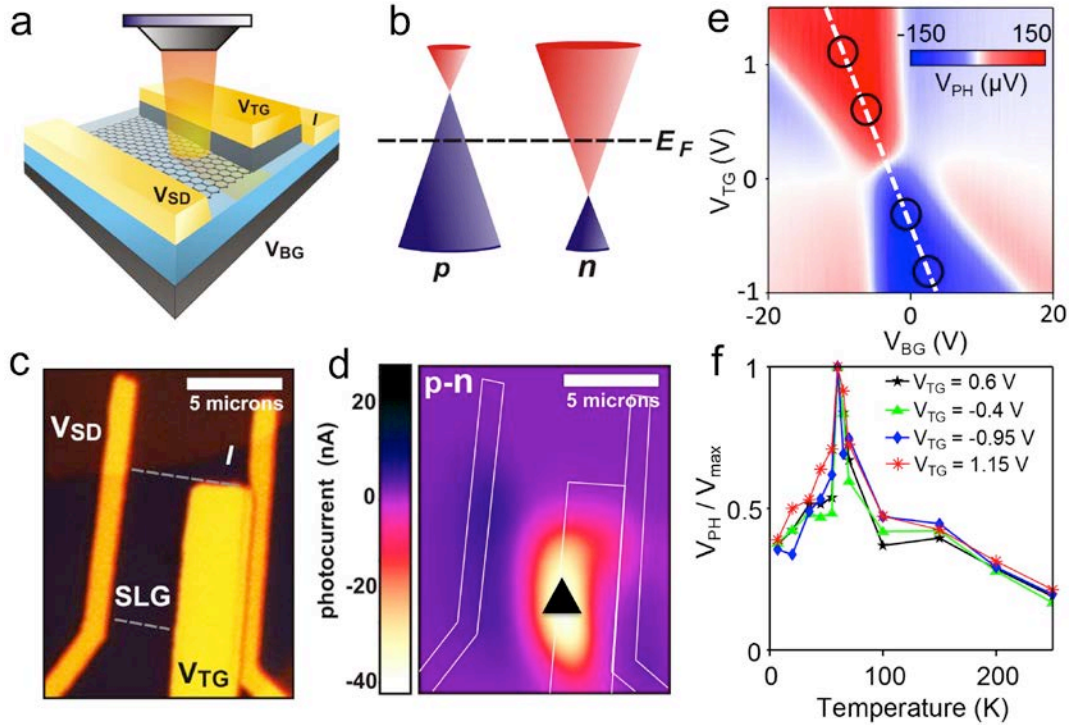 a
V_TG
I
V_SD
V_BG
b
E_F
p
n
c
5 microns
V_SD
I
SLG
V_TG
d
photocurrent (nA)
20
0
-20
-40
p-n
5 microns
e
V_TG (V)
1
0
-1
-150
150
V_PH (µV)
-20
0
20
V_BG (V)
f
V_PH / V_max
1
0.5
0
V_TG = 0.6 V
V_TG = -0.4 V
V_TG = -0.95 V
V_TG = 1.15 V
0
100
200
Temperature (K)